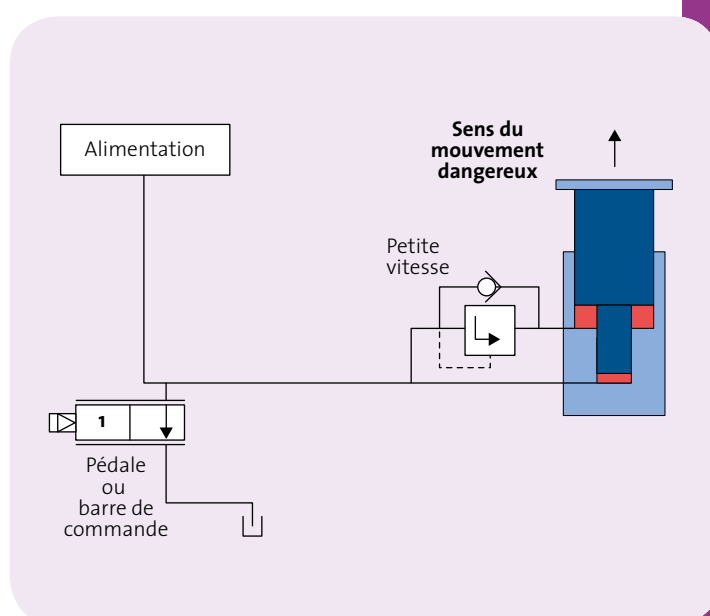 Alimentation
Sens du
mouvement
dangereux
Petite
vitesse
1
Pédale
ou
barre de
commande